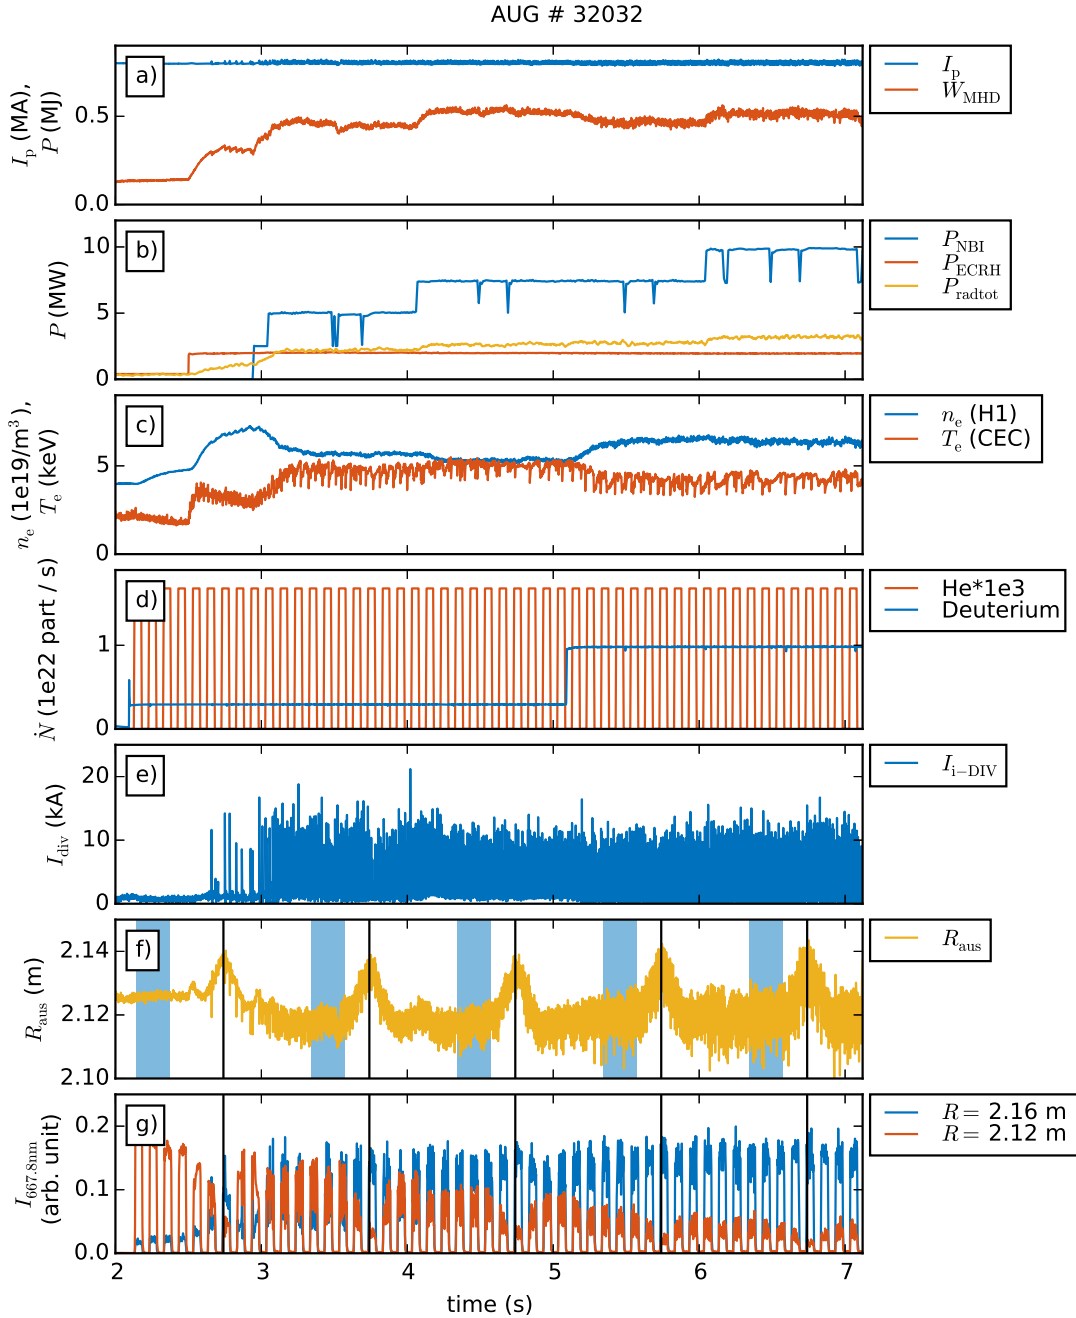 AUG # 32032
a)
I_p (MA),
P (MJ)
0.5
0.0
I_p
W_MHD
b)
P (MW)
10
5
0
P_NBI
P_ECRH
P_radtot
c)
n_e (1e19/m³),
T_e (keV)
5
0
n_e (H1)
T_e (CEC)
d)
Ṅ (1e22 part / s)
1
0
He*1e3
Deuterium
e)
I_div (kA)
20
10
0
I_i−DIV
f)
R_aus (m)
2.14
2.12
2.10
R_aus
g)
I_667.8nm
(arb. unit)
0.2
0.1
0.0
R = 2.16 m
R = 2.12 m
2 3 4 5 6 7
time (s)